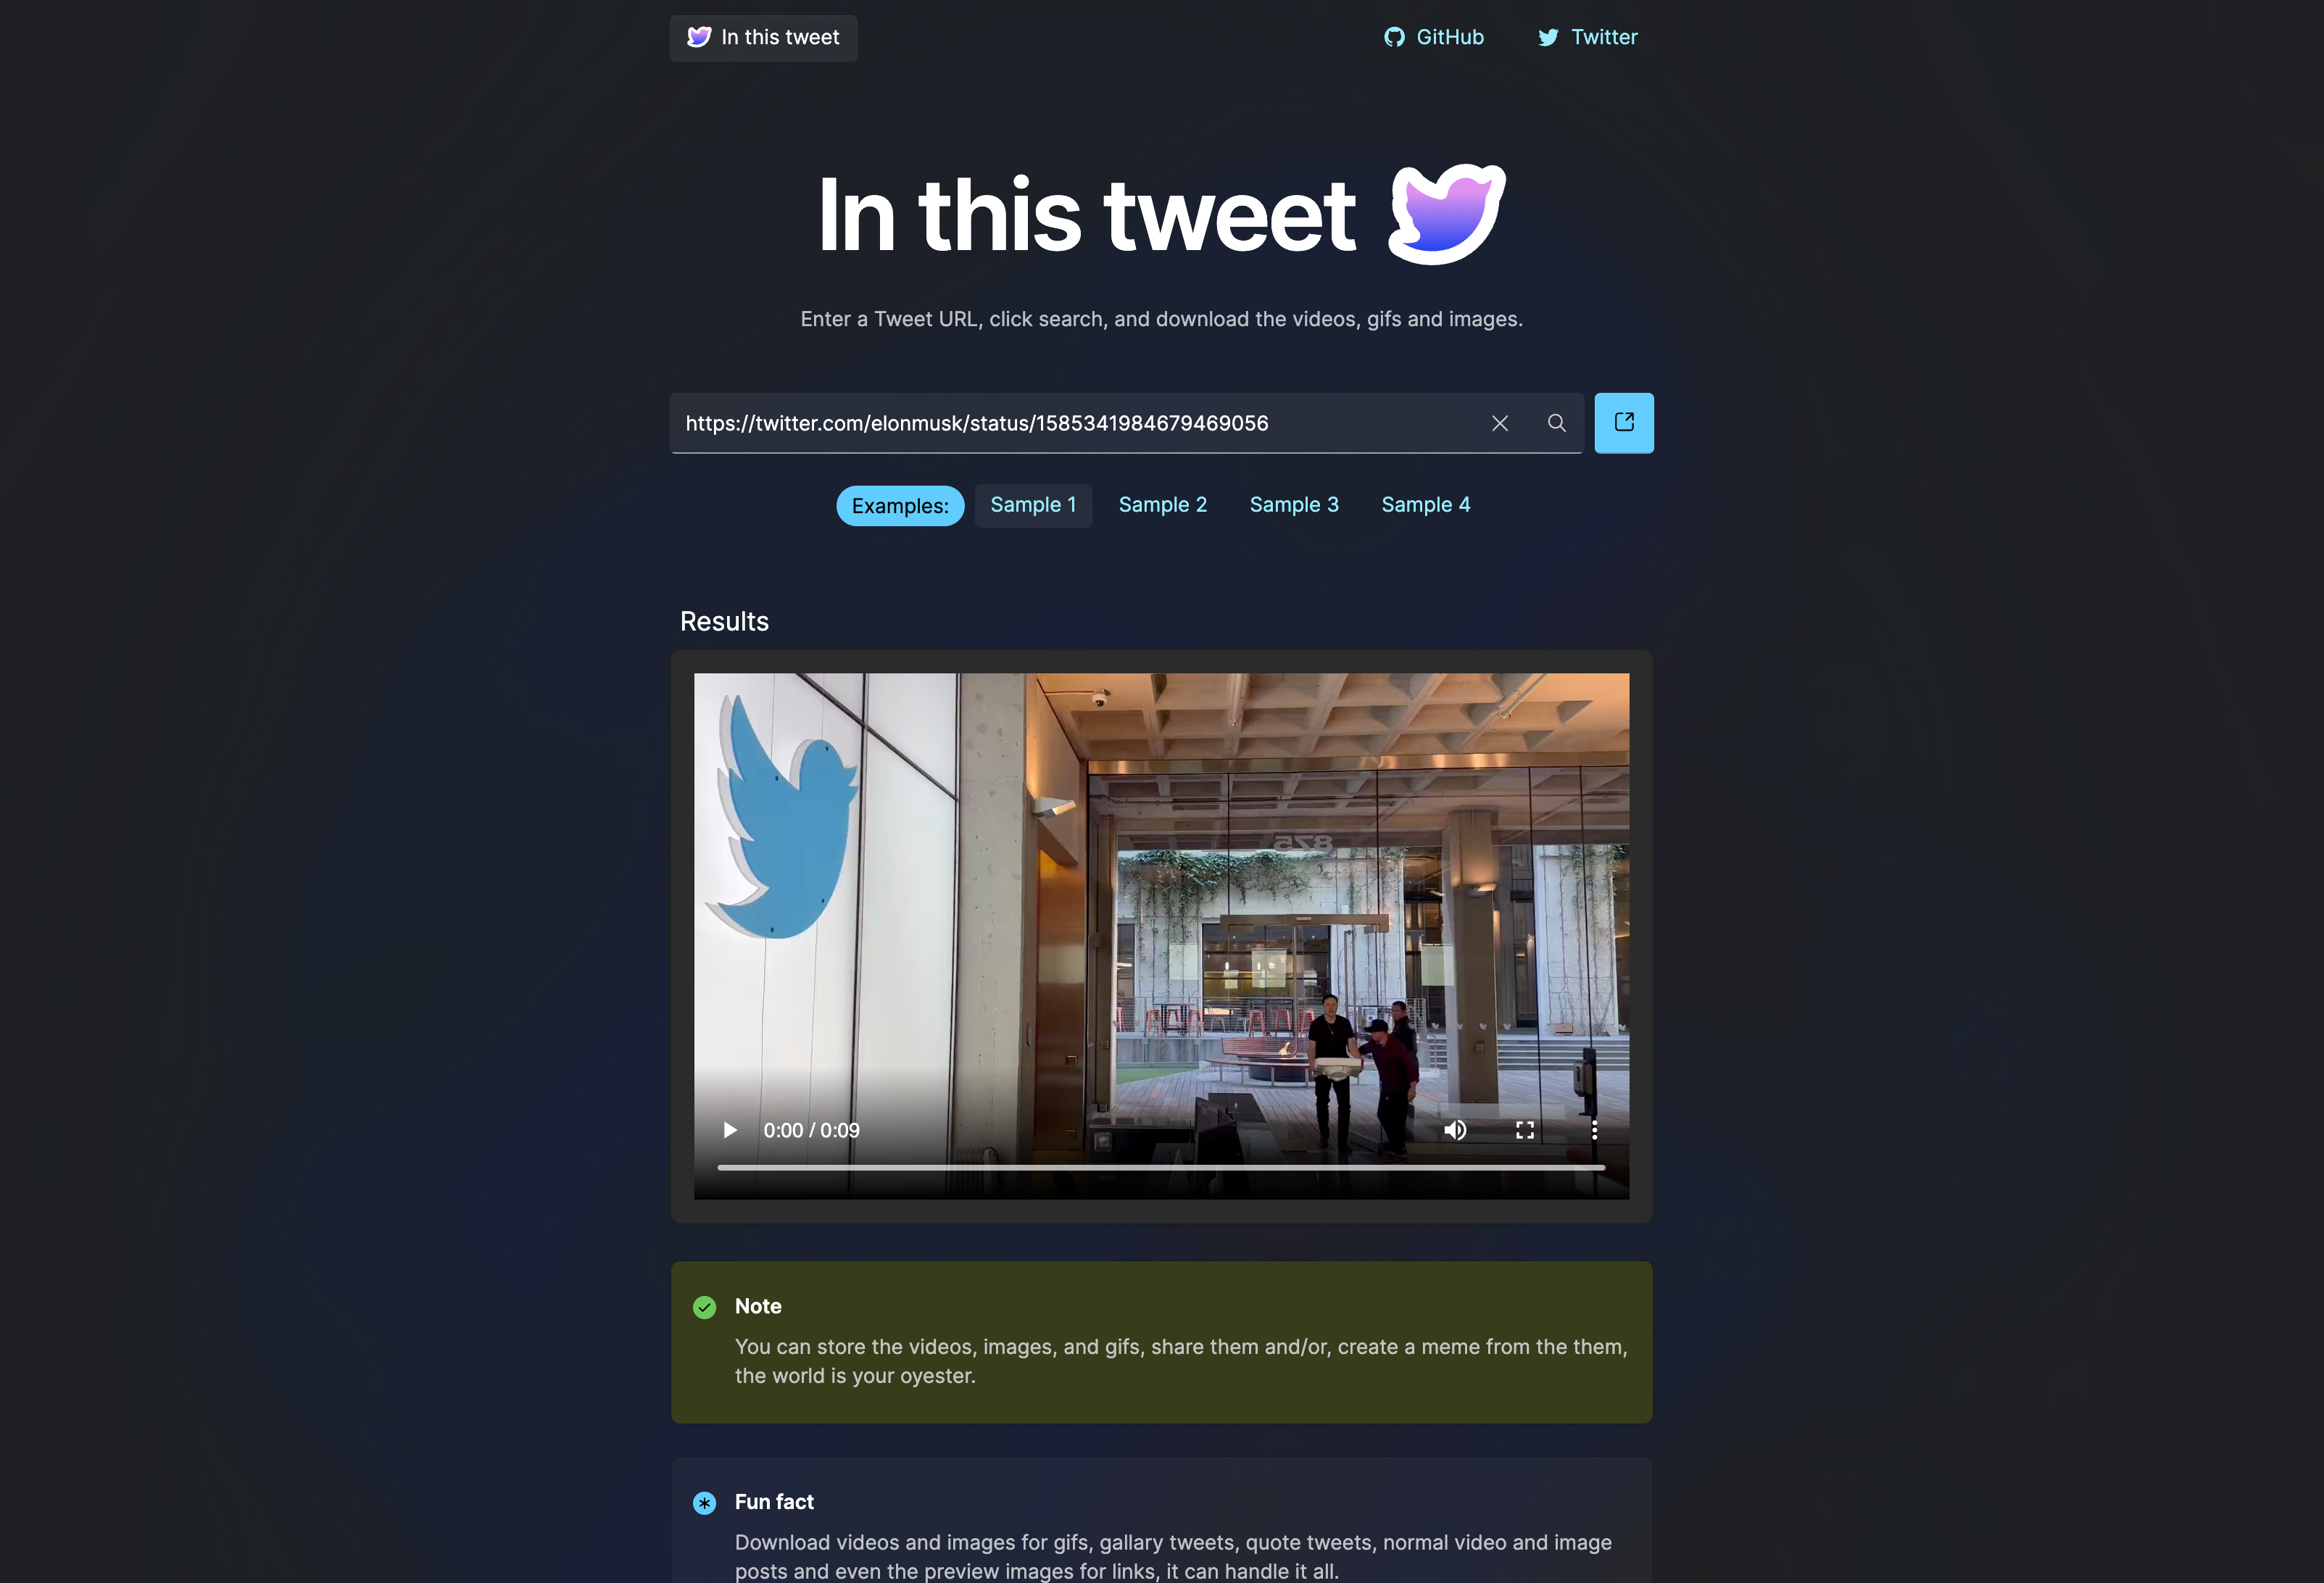 In this tweet
GitHub
Twitter
In this tweet
Enter a Tweet URL, click search, and download the videos, gifs and images.
https://twitter.com/elonmusk/status/1585341984679469056
Examples:
Sample 1
Sample 2
Sample 3
Sample 4
Results
875
0:00 / 0:09
Note
You can store the videos, images, and gifs, share them and/or, create a meme from the them,
the world is your oyester.
Fun fact
Download videos and images for gifs, gallary tweets, quote tweets, normal video and image
posts and even the preview images for links, it can handle it all.